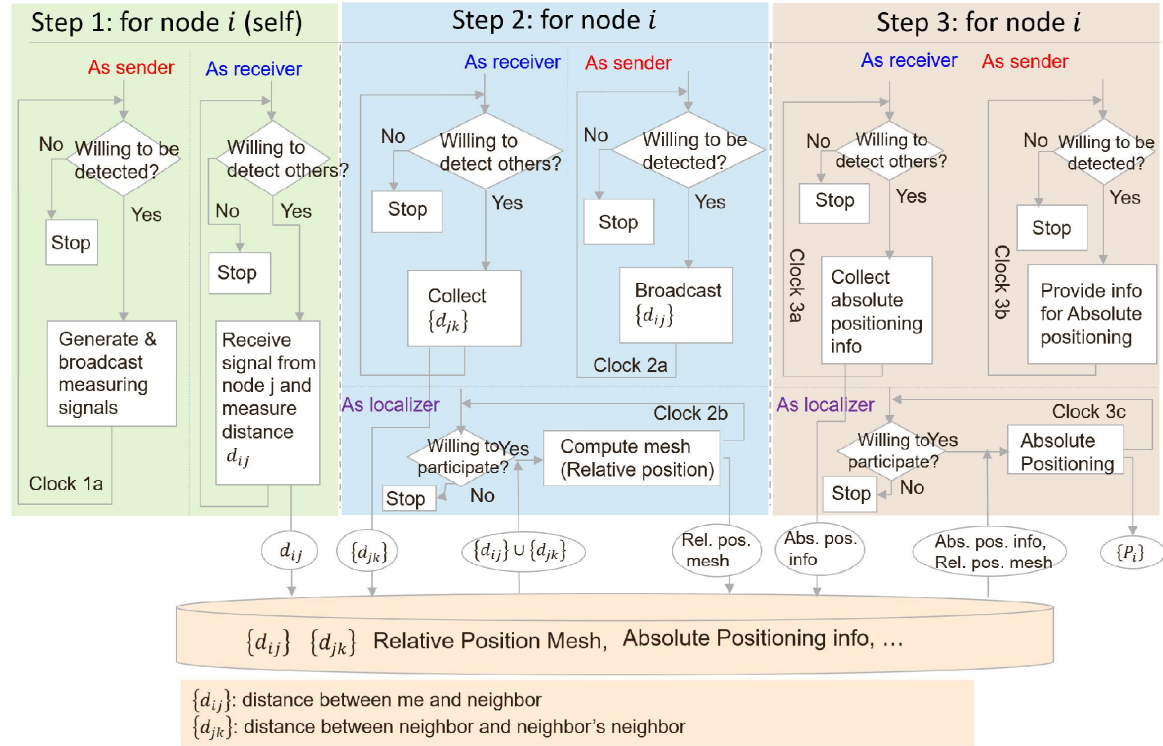 Step 1: for node i (self)
As sender
As receiver
No
Willing to be
detected?
Yes
Stop
Generate &
broadcast
measuring
signals
Clock 1a
Willing to
detect others?
No
Yes
Stop
Receive
signal from
node j and
measure
distance
d_ij
Step 2: for node i
As receiver
As sender
No
Willing to
detect others?
Yes
Stop
Collect
{d_jk}
No
Willing to be
detected?
Yes
Stop
Broadcast
{d_ij}
Clock 2a
As localizer
Clock 2b
Willing to
participate?
Yes
No
Stop
Compute mesh
(Relative position)
Step 3: for node i
As receiver
As sender
No
Willing to
detect others?
Yes
Stop
Clock 3a
Collect
absolute
positioning
info
No
Willing to be
detected?
Yes
Stop
Clock 3b
Provide info
for Absolute
positioning
As localizer
Clock 3c
Willing to
participate?
Yes
No
Stop
Absolute
Positioning
d_ij
{d_jk}
{d_ij} ∪ {d_jk}
Rel. pos.
mesh
Abs. pos.
info
Abs. pos. info,
Rel. pos. mesh
{P_i}
{d_ij} {d_jk} Relative Position Mesh, Absolute Positioning info, …
{d_ij}: distance between me and neighbor
{d_jk}: distance between neighbor and neighbor's neighbor